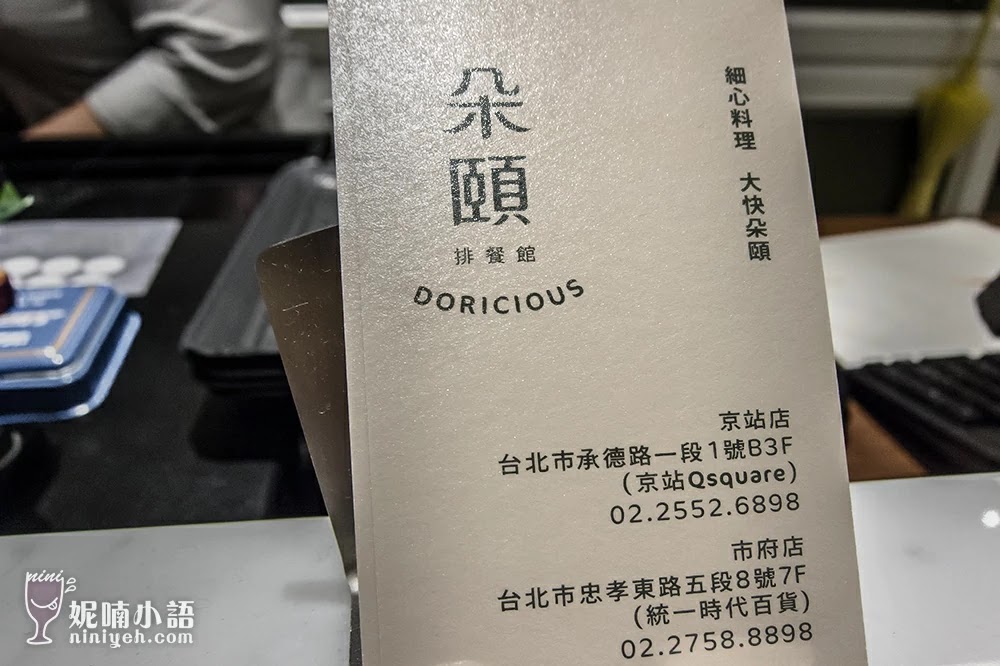 朵
頤
排餐館
DORICIOUS
細心料理 大快朵頤
京站店
台北市承德路一段1號B3F
(京站Qsquare)
02.2552.6898
市府店
台北市忠孝東路五段8號7F
(統一時代百貨)
02.2758.8898
nini
妮喃小語
niniyeh.com